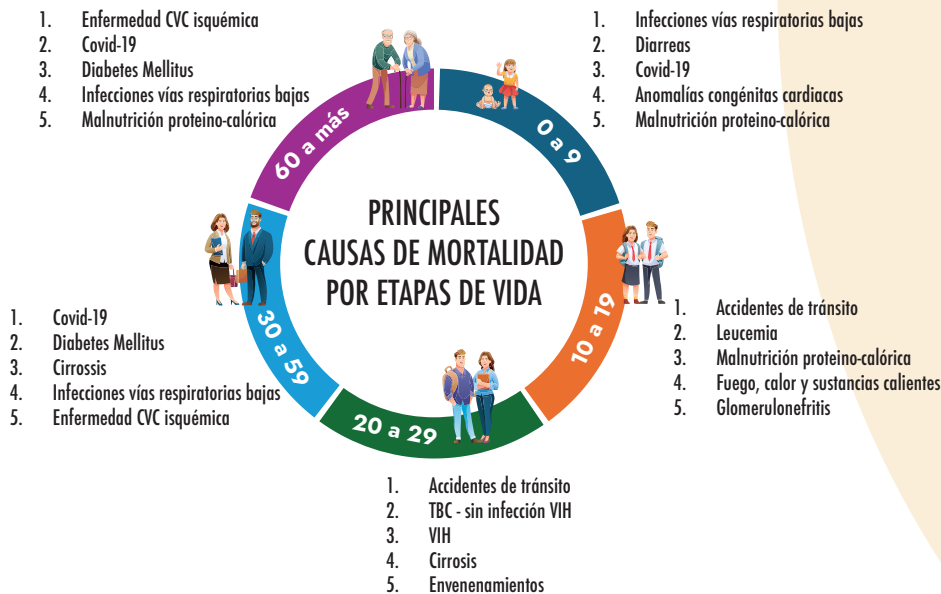 1. Enfermedad CVC isquémica
2. Covid-19
3. Diabetes Mellitus
4. Infecciones vías respiratorias bajas
5. Malnutrición proteino-calórica
1. Infecciones vías respiratorias bajas
2. Diarreas
3. Covid-19
4. Anomalías congénitas cardiacas
5. Malnutrición proteino-calórica
60 a más
0 a 9
PRINCIPALES
CAUSAS DE MORTALIDAD
POR ETAPAS DE VIDA
30 a 59
10 a 19
20 a 29
1. Covid-19
2. Diabetes Mellitus
3. Cirrossis
4. Infecciones vías respiratorias bajas
5. Enfermedad CVC isquémica
1. Accidentes de tránsito
2. Leucemia
3. Malnutrición proteino-calórica
4. Fuego, calor y sustancias calientes
5. Glomerulonefritis
1. Accidentes de tránsito
2. TBC - sin infección VIH
3. VIH
4. Cirrosis
5. Envenenamientos